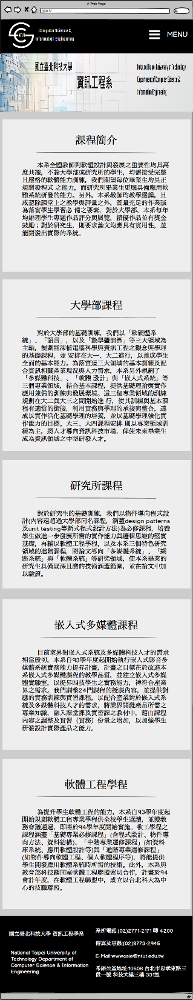 A Web Page
http://
Computer Science &
Information Engineering
NTUT
MENU
國立臺北科技大學
資訊工程系
National Taipei University of Technology
Department of Computer Science &
Information Engineering
課程簡介
本系全體教師對軟體設計與發展之重要性均具高
度共識，不論大學部或研究所的學生，均需接受完整
且嚴格的軟體能力訓練，我們期望每位畢業生均具正
規開發程式 之能力，而研究所畢業生更應具備應用軟
體系統研發的能力。另外，本系教師均教學嚴謹，且
咸認除課堂上之教學與評量之外，質量充足的作業誠
為落實學生學習必 備之要素，對於大學部，本系每年
均辦理學生專題作品評分與展覽，績優作品並有獎金
鼓勵；對於研究生，則要求論文均應具有實用性，並
能開發出實際的系統。
大學部課程
對於大學部的基礎訓練，我們以「軟硬體系
統」、「語言」，以及「數學暨演算」等三大領域為
主軸，規劃能深植電腦科學與資訊工程之觀念與學理
的基礎課程，並 安排在大一、大二進行，以養成學生
全面的基本能力。為落實這三大領域的基本訓練及配
合資訊相關產業現況與人力需求，本系另外規劃了
「多媒體科技」、「軟體 設計」與「嵌入式系統」等
三個專業領域，結合基本課程，提供基礎理論與實作
應用兼備的訓練與發展環境。這三個專業領域的訓練
規劃在大二與大三之間開始進 行，使其訓練與基本課
程有適當的銜接，利用實務與學理的承接與整合，達
成以實作活化基礎學理的培養，並以基礎學理強化實
作能力的目標。大三、大四課程安排 則以專業領域訓
練為主，將人才導向資訊科技市場，俾使未來畢業生
成為資訊領域之中堅研發人才。
研究所課程
對於研究生的基礎訓練，我們以物件導向程式設
計(內容遠超過大學部同名課程，涵蓋design patterns
及unit testing等新式程式設計方法)為必修課程，培養
學生做進一步發展所需的實作能力與邏輯思維的堅實
基礎，再輔以軟體工程學程，以及本系三個特色研究
領域的進階課程，將論文導向「多媒體系統」、「網
路系統」與「軟體系統」等研究領域，使本系畢業的
研究生具備既深且廣的技術涵蓋範圍，並在論文中加
以驗證。
嵌入式多媒體課程
目前業界對嵌入式系統及多媒體科技人才的需求
相當殷切，本系自93學年度起開始執行嵌入式影音多
媒體系統實務能力提昇計畫，計畫之目標在於改進本
系嵌入式多媒體課程的教學品質，並建立嵌入式多媒
體實驗室，以提昇四技學生之實務能力，裨符合產業
界之需求。我們調整24門課程的授課內容，並提供對
應的實務訓練與實習課程，以配合產業對於嵌入式系
統及多媒體科技人才的需求，將業界開發產品所需之
專業知識，融入課堂課及實習課之教材中，藉由課程
內容之調整及實習（實務）份量之增加，以加強學生
研發設計實際產品之能力。
軟體工程學程
為提升學生軟體工程的能力，本系自93學年度起
開始規劃軟體工程專業學程供全校學生選讀，並獲教
務會議通過，即將於94學年度開始實施。軟工學程之
課程涵蓋「基礎專業必修課程」(含程式設計、物件導
向方法、資料結構)、「中階專業選修課程」(如資料
庫系統、應用軟體設計等)與「進階專業選修課程」
(如物件導向軟體工程、個人軟體程序等)，將能提供
學生開發應用軟體系統時所需的技術。此外，本系與
教育部科技顧問室軟體工程聯盟密切合作，計畫於94
會計年度，在軟體工程聯盟中，成立以台北科大為中
心的技職聯盟。
國立臺北科技大學 資訊工程學系
National Taipei University of
Technology Department of
Computer Science & Information
Engineering
系所電話:(02)2771-2171 轉 4200
傳真及專線:(02)8773-2945
E-Mail:wwwcsie@ntut.edu.tw
系辦公室地址:10608 台北市忠孝東路三
段一號 科技大樓三樓 331室